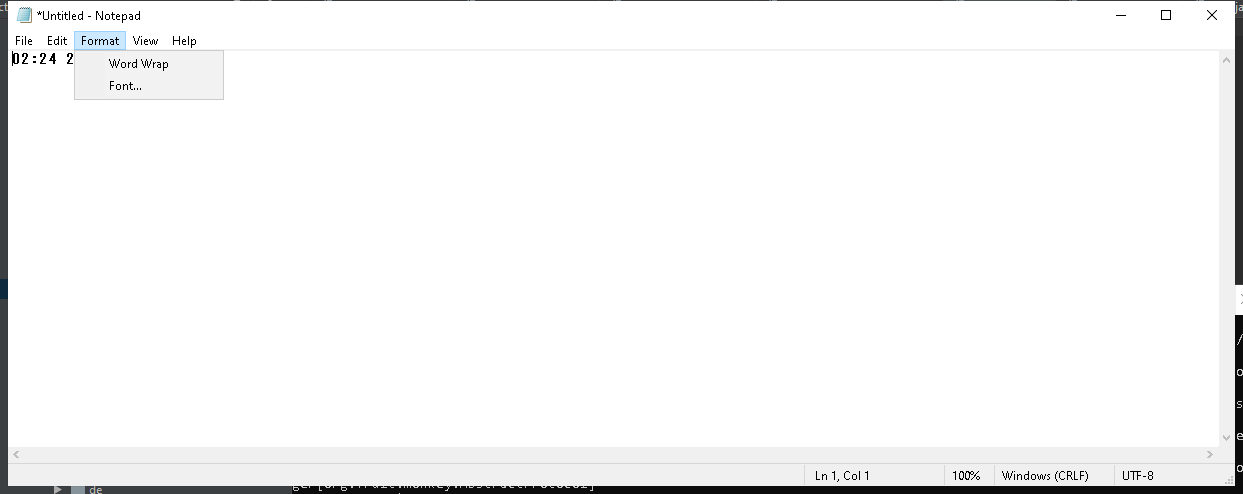 *Untitled - Notepad
File Edit Format View Help
02:24 2
Word Wrap
Font...
Ln 1, Col 1 100% Windows (CRLF) UTF-8
de